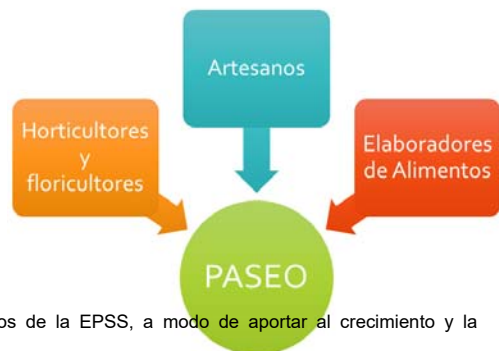 Artesanos
Horticultores
y
floricultores
Elaboradores
de Alimentos
PASEO
os de la EPSS, a modo de aportar al crecimiento y la